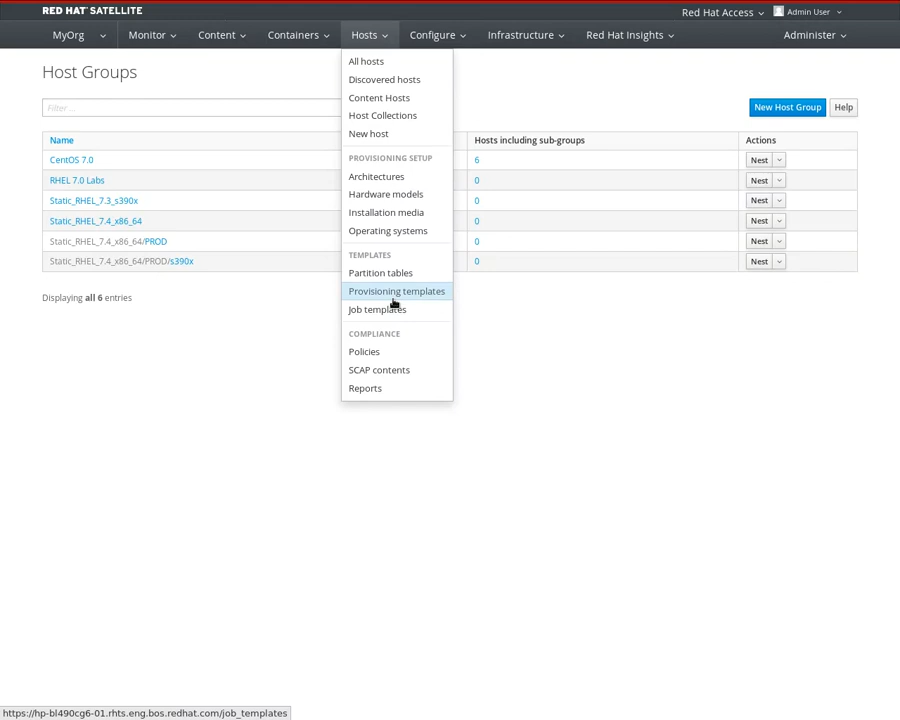 RED HAT SATELLITE
Red Hat Access Admin User
MyOrg Monitor Content Containers Hosts Configure Infrastructure Red Hat Insights Administer
Host Groups
Filter ...
New Host Group Help
Name Hosts including sub-groups Actions
CentOS 7.0 6 Nest
RHEL 7.0 Labs 0 Nest
Static_RHEL_7.3_s390x 0 Nest
Static_RHEL_7.4_x86_64 0 Nest
Static_RHEL_7.4_x86_64/PROD 0 Nest
Static_RHEL_7.4_x86_64/PROD/s390x 0 Nest
Displaying all 6 entries
All hosts
Discovered hosts
Content Hosts
Host Collections
New host
PROVISIONING SETUP
Architectures
Hardware models
Installation media
Operating systems
TEMPLATES
Partition tables
Provisioning templates
Job templates
COMPLIANCE
Policies
SCAP contents
Reports
https://hp-bl490cg6-01.rhts.eng.bos.redhat.com/job_templates